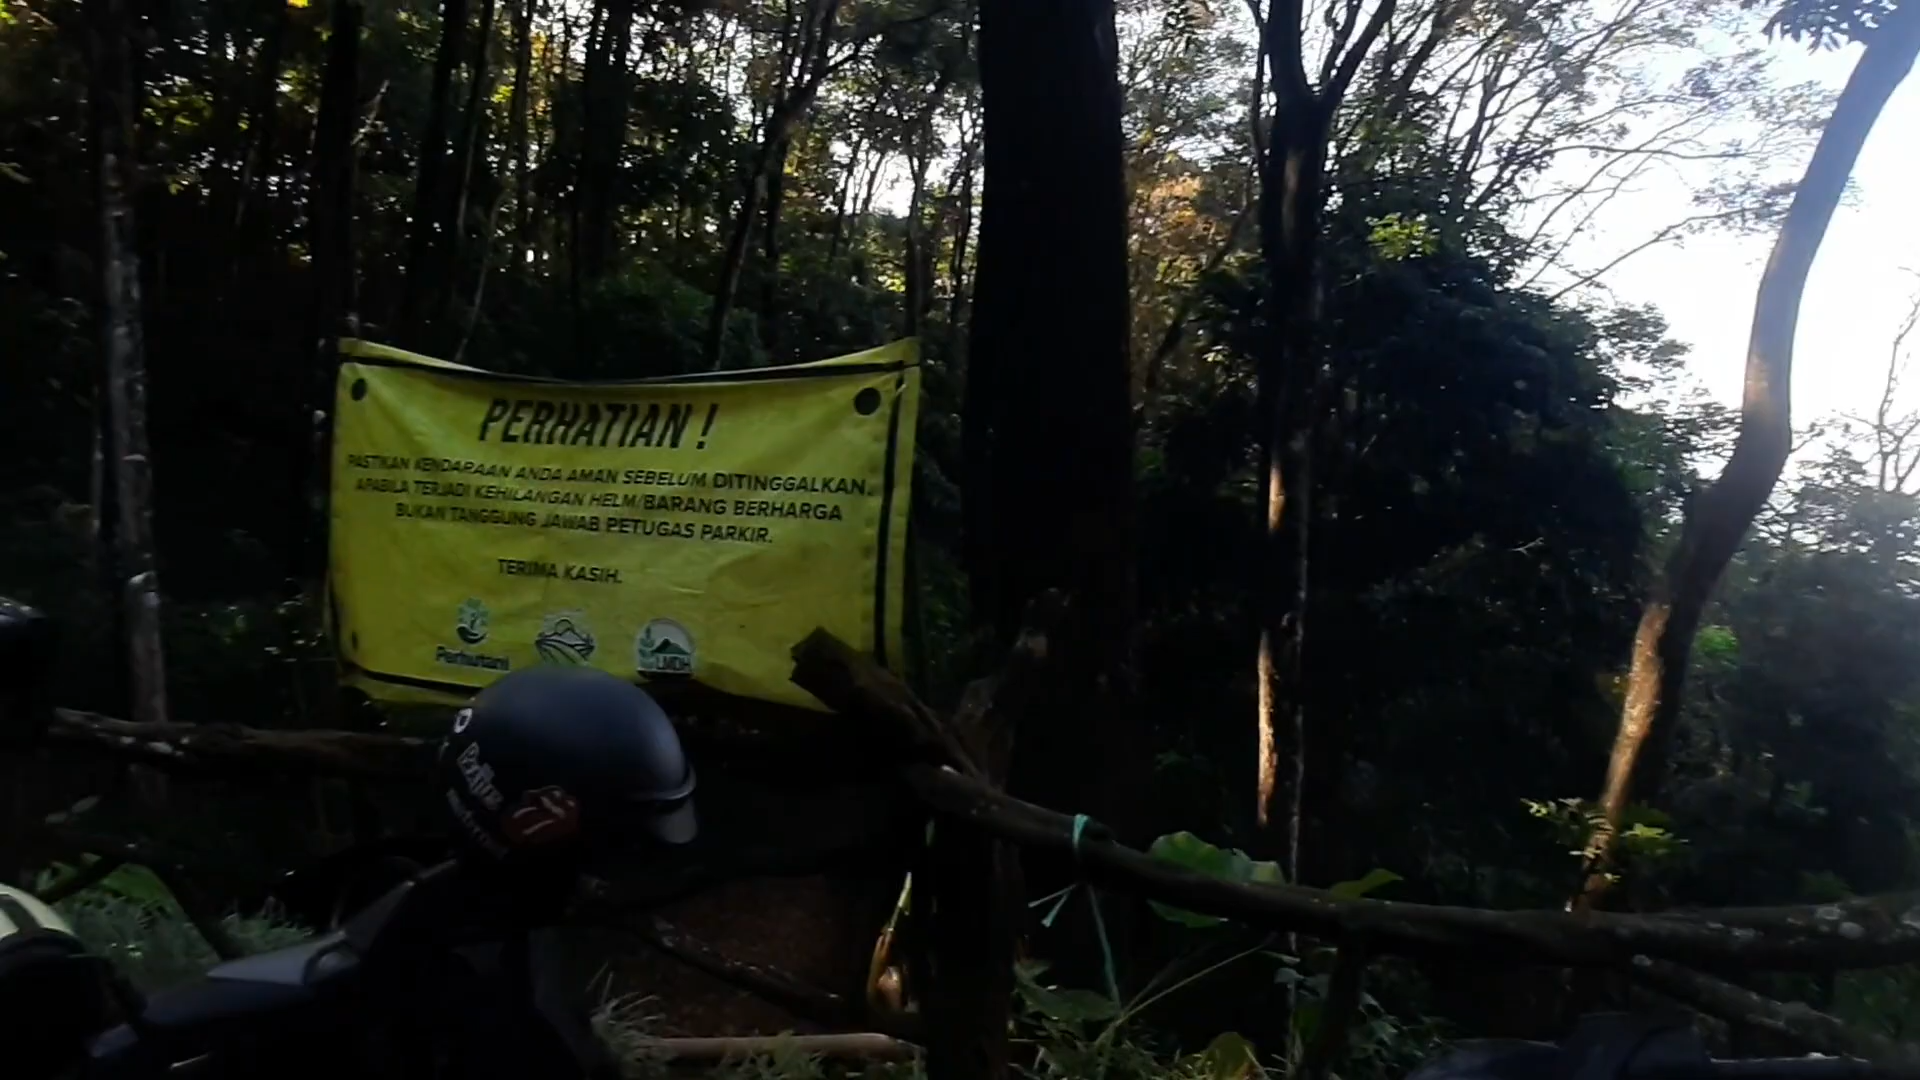 PERHATIAN !
PASTIKAN KENDARAAN ANDA AMAN SEBELUM DITINGGALKAN.
APABILA TERJADI KEHILANGAN HELM/BARANG BERHARGA
BUKAN TANGGUNG JAWAB PETUGAS PARKIR.
TERIMA KASIH.
Perhutani
LMDH